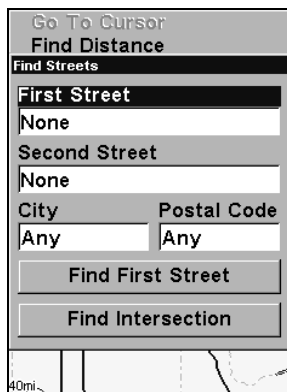 Go To Cursor
Find Distance
Find Streets
First Street
None
Second Street
None
City Postal Code
Any Any
Find First Street
Find Intersection
40mi